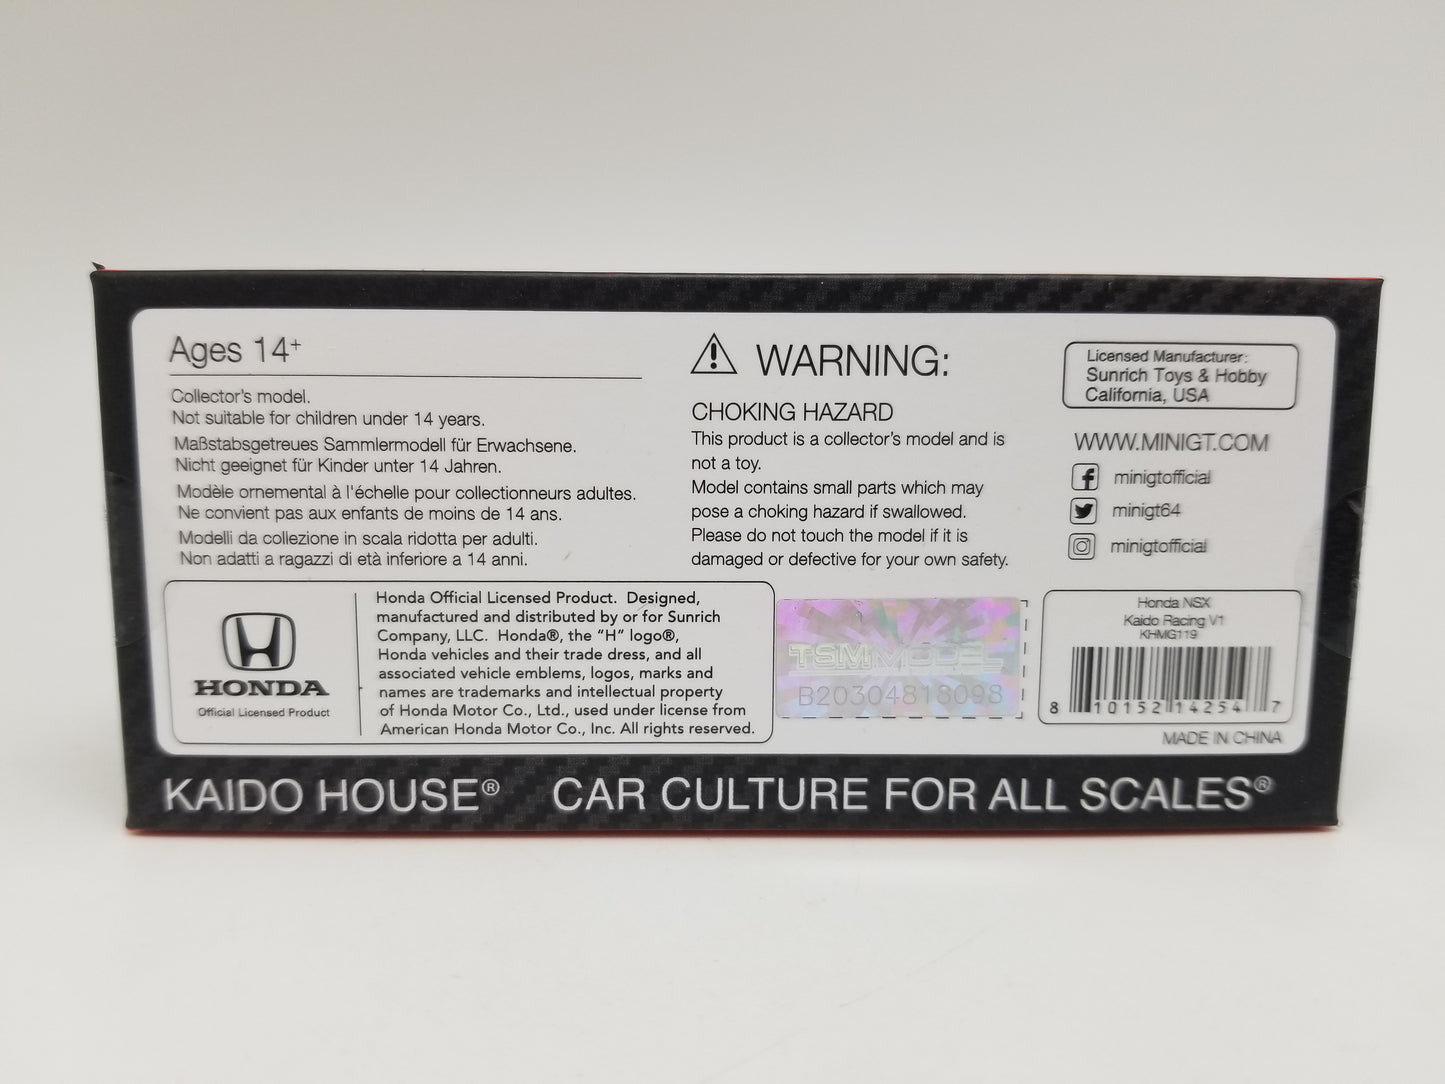 Ages 14+
Collector's model.
Not suitable for children under 14 years.
Maßstabsgetreues Sammlermodell für Erwachsene.
Nicht geeignet für Kinder unter 14 Jahren.
Modèle ornemental à l'échelle pour collectionneurs adultes.
Ne convient pas aux enfants de moins de 14 ans.
Modelli da collezione in scala ridotta per adulti.
Non adatti a ragazzi di età inferiore a 14 anni.
WARNING:
CHOKING HAZARD
This product is a collector's model and is
not a toy.
Model contains small parts which may
pose a choking hazard if swallowed.
Please do not touch the model if it is
damaged or defective for your own safety.
Licensed Manufacturer:
Sunrich Toys & Hobby
California, USA
WWW.MINIGT.COM
minigtofficial
minigt64
minigtofficial
HONDA
Official Licensed Product
Honda Official Licensed Product. Designed,
manufactured and distributed by or for Sunrich
Company, LLC. Honda®, the "H" logo®,
Honda vehicles and their trade dress, and all
associated vehicle emblems, logos, marks and
names are trademarks and intellectual property
of Honda Motor Co., Ltd., used under license from
American Honda Motor Co., Inc. All rights reserved.
TSM MODEL
B20304818098
Honda NSX
Kaido Racing V1
KHMG119
8 10152 14254 7
MADE IN CHINA
KAIDO HOUSE® CAR CULTURE FOR ALL SCALES®